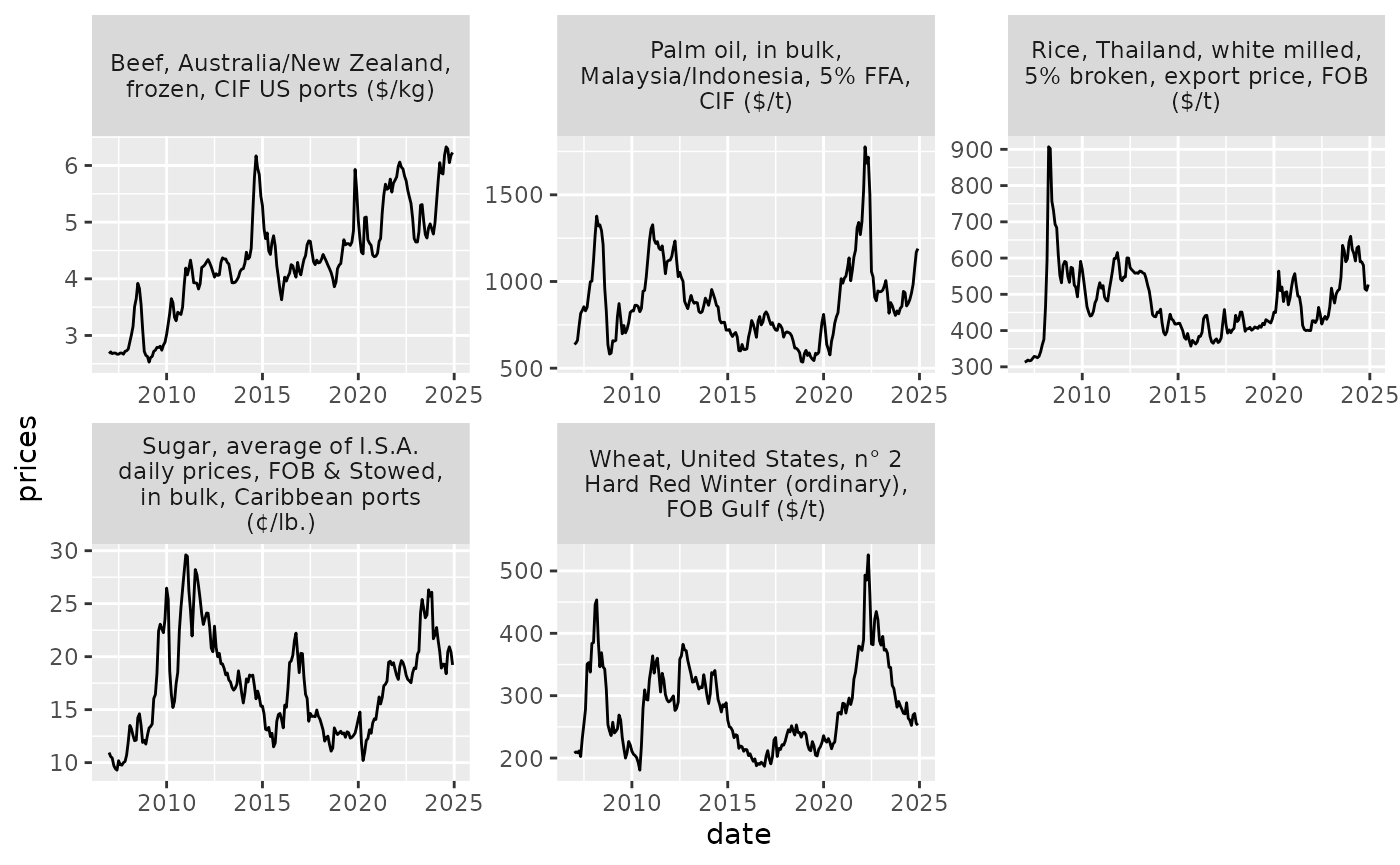 Beef, Australia/New Zealand,
frozen, CIF US ports ($/kg)
Palm oil, in bulk,
Malaysia/Indonesia, 5% FFA,
CIF ($/t)
Rice, Thailand, white milled,
5% broken, export price, FOB
($/t)
6
5
4
3
2010 2015 2020 2025
1500
1000
500
2010 2015 2020 2025
900
800
700
600
500
400
300
2010 2015 2020 2025
prices
Sugar, average of I.S.A.
daily prices, FOB & Stowed,
in bulk, Caribbean ports
(¢/lb.)
Wheat, United States, n° 2
Hard Red Winter (ordinary),
FOB Gulf ($/t)
30
25
20
15
10
2010 2015 2020 2025
500
400
300
200
2010 2015 2020 2025
date